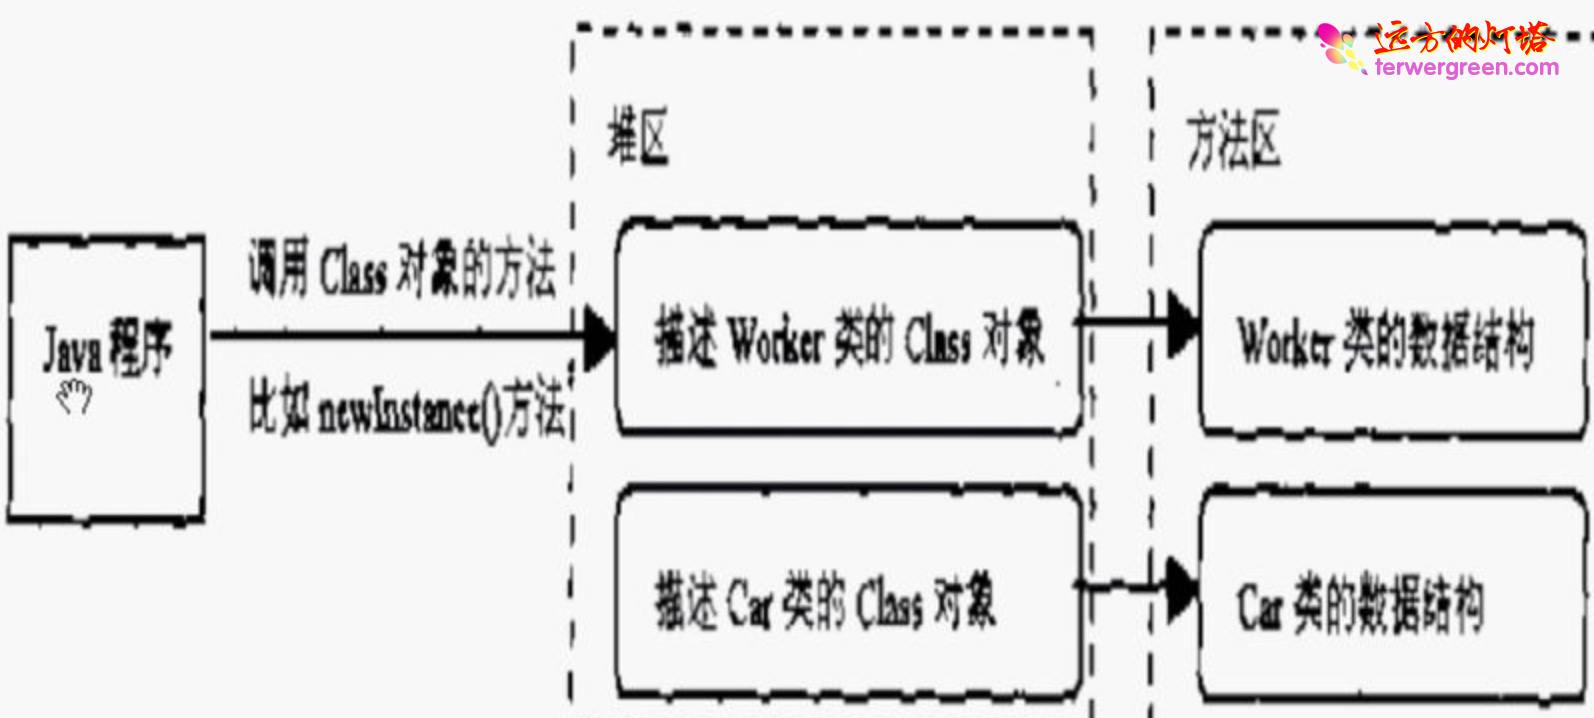 远方的灯塔
terwergreen.com
堆区
方法区
调用 Class 对象的方法
Java 程序
描述 Worker 类的 Class 对象
Worker 类的数据结构
比如 newInstance()方法
描述 Car 类的 Class 对象
Car 类的数据结构